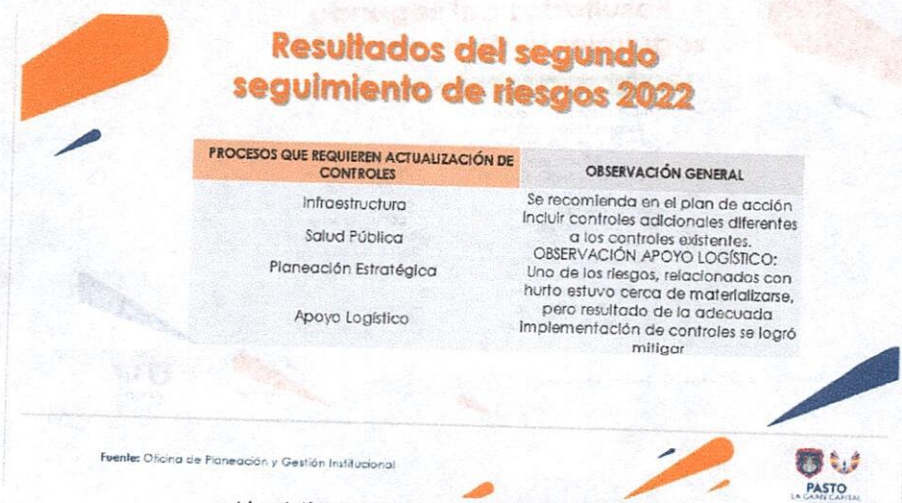 Resultados del segundo
seguimiento de riesgos 2022
PROCESOS QUE REQUIEREN ACTUALIZACIÓN DE
CONTROLES
Infraestructura
Salud Pública
Planeación Estratégica
Apoyo Logístico
OBSERVACIÓN GENERAL
Se recomienda en el plan de acción
incluir controles adicionales diferentes
a los controles existentes.
OBSERVACIÓN APOYO LOGÍSTICO:
Uno de los riesgos, relacionados con
hurto estuvo cerca de materializarse,
pero resultado de la adecuada
implementación de controles se logró
mitigar
Fuente: Oficina de Planeación y Gestión Institucional
PASTO
LA GRAN CAPITAL